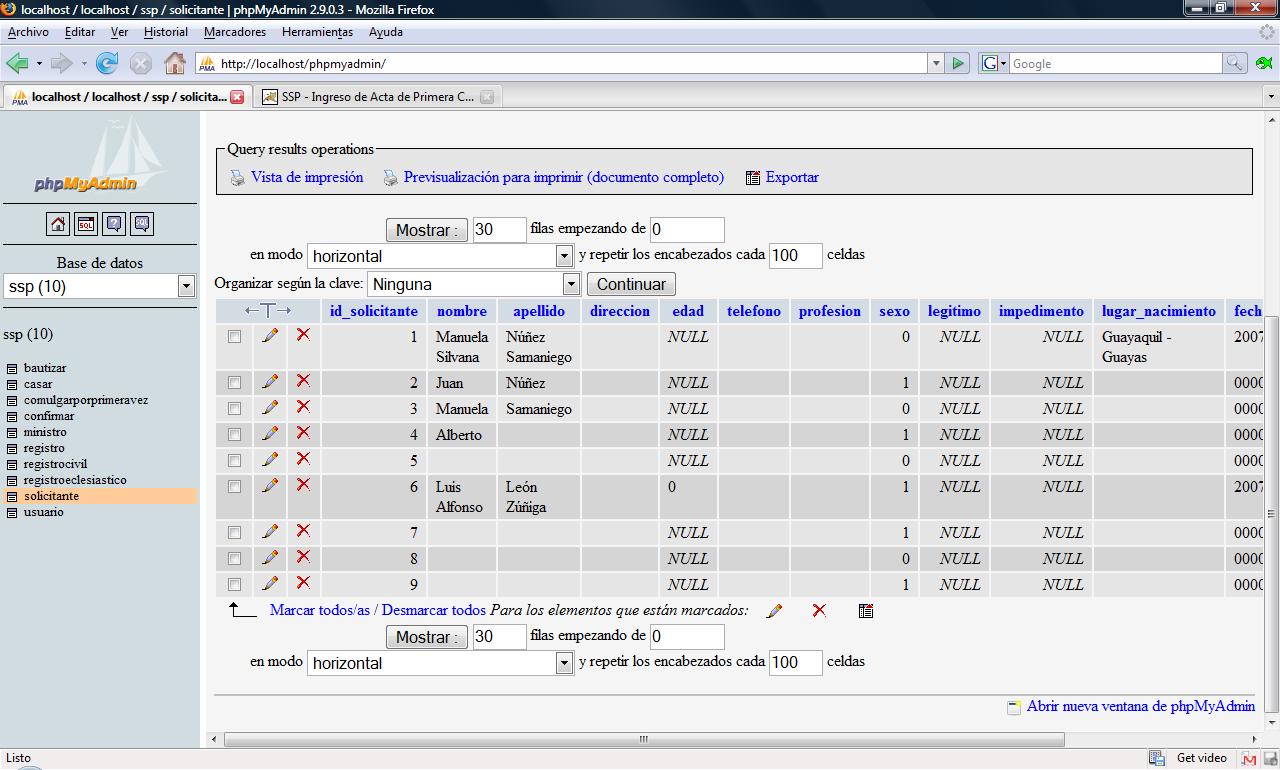 localhost / localhost / ssp / solicitante | phpMyAdmin 2.9.0.3 - Mozilla Firefox
Archivo Editar Ver Historial Marcadores Herramientas Ayuda
PMA http://localhost/phpmyadmin/ G Google
PMA localhost / localhost / ssp / solicita... SSP - Ingreso de Acta de Primera C...
phpMyAdmin
SQL ? SQL
Base de datos
ssp (10)
ssp (10)
bautizar
casar
comulgarporprimeravez
confirmar
ministro
registro
registrocivil
registroeclesiastico
solicitante
usuario
Query results operations
Vista de impresión Previsualización para imprimir (documento completo) Exportar
Mostrar : 30 filas empezando de 0
en modo horizontal y repetir los encabezados cada 100 celdas
Organizar según la clave: Ninguna Continuar
←T→ id_solicitante nombre apellido direccion edad telefono profesion sexo legitimo impedimento lugar_nacimiento fech
1 Manuela Silvana Núñez Samaniego NULL 0 NULL NULL Guayaquil - Guayas 2007
2 Juan Núñez NULL 1 NULL NULL 0000
3 Manuela Samaniego NULL 0 NULL NULL 0000
4 Alberto NULL 1 NULL NULL 0000
5 NULL 0 NULL NULL 0000
6 Luis Alfonso León Zúñiga 0 1 NULL NULL 2007
7 NULL 1 NULL NULL 0000
8 NULL 0 NULL NULL 0000
9 NULL 1 NULL NULL 0000
Marcar todos/as / Desmarcar todos Para los elementos que están marcados:
Mostrar : 30 filas empezando de 0
en modo horizontal y repetir los encabezados cada 100 celdas
Abrir nueva ventana de phpMyAdmin
Listo Get video